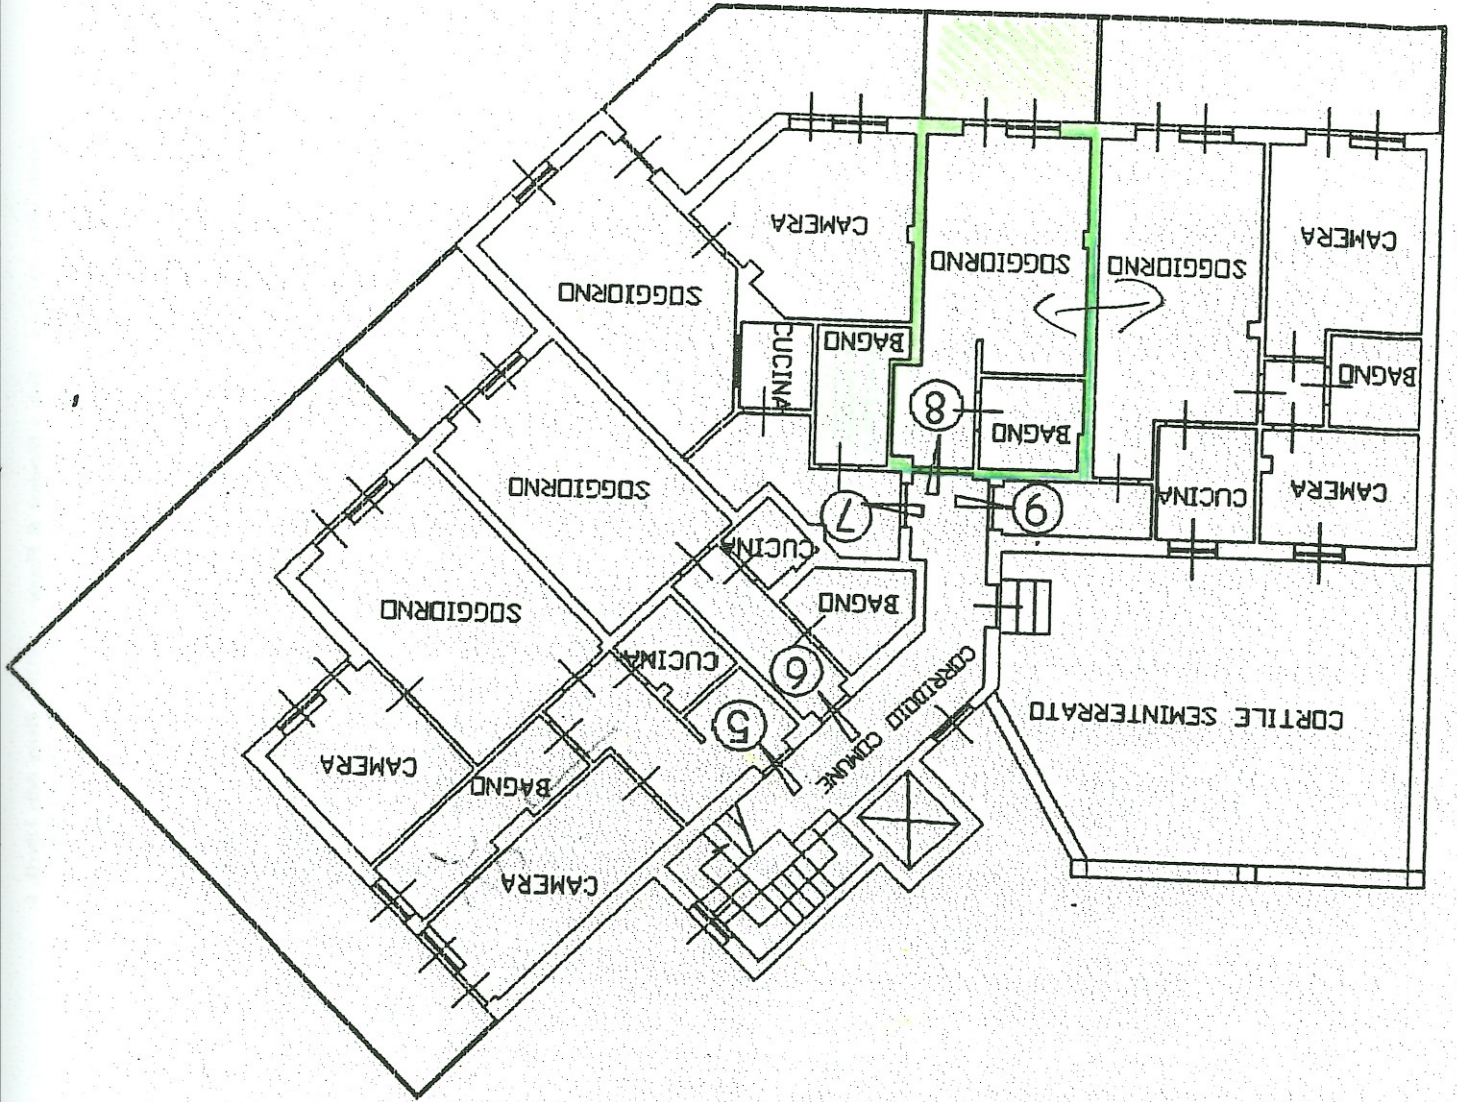 CAMERA
BAGNO
CAMERA
CORRIDOIO COMUNE
CORTILE SEMINTERRATO
5
6
CUCINA
SOGGIORNO
BAGNO
CUCINA
9
7
CAMERA
CUCINA
SOGGIORNO
BAGNO
8
BAGNO
CUCINA
BAGNO
SOGGIORNO
SOGGIORNO
SOGGIORNO
CAMERA
CAMERA